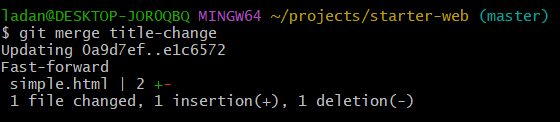 ladan@DESKTOP-JOR0QBQ MINGW64 ~/projects/starter-web (master)
$ git merge title-change
Updating 0a9d7ef..e1c6572
Fast-forward
 simple.html | 2 +-
 1 file changed, 1 insertion(+), 1 deletion(-)